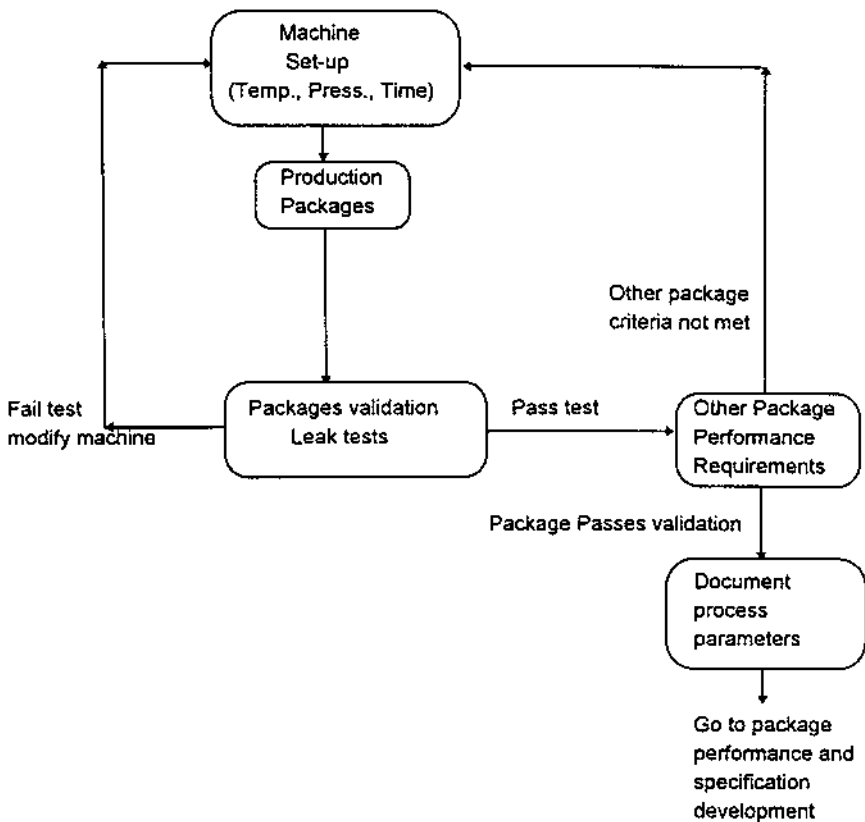 Machine
Set-up
(Temp., Press., Time)
Production
Packages
Other package
criteria not met
Fail test
modify machine
Packages validation
Leak tests
Pass test
Other Package
Performance
Requirements
Package Passes validation
Document
process
parameters
Go to package
performance and
specification
development